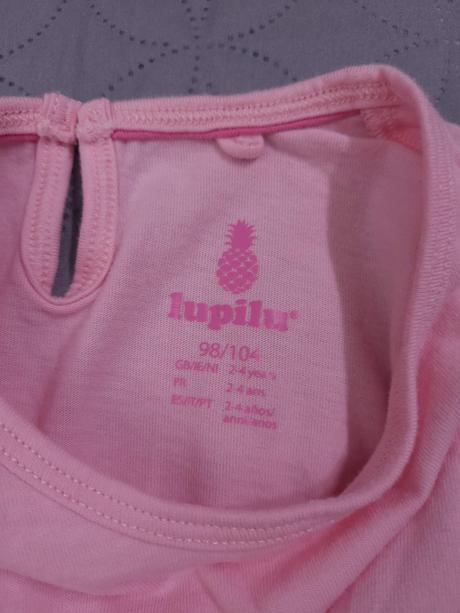 lupilu®
98/104
GB/IE/NI 2-4 years
FR 2-4 ans
ES/IT/PT 2-4 años/
anni/anos